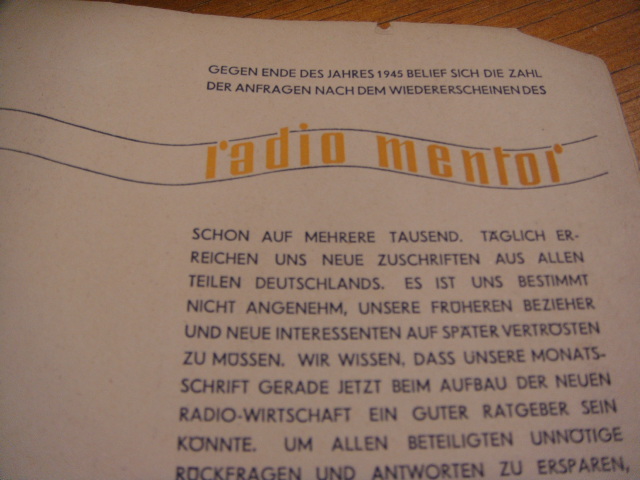 GEGEN ENDE DES JAHRES 1945 BELIEF SICH DIE ZAHL
DER ANFRAGEN NACH DEM WIEDERERSCHEINEN DES
radio mentor
SCHON AUF MEHRERE TAUSEND. TÄGLICH ER-
REICHEN UNS NEUE ZUSCHRIFTEN AUS ALLEN
TEILEN DEUTSCHLANDS. ES IST UNS BESTIMMT
NICHT ANGENEHM, UNSERE FRÜHEREN BEZIEHER
UND NEUE INTERESSENTEN AUF SPÄTER VERTRÖSTEN
ZU MÜSSEN. WIR WISSEN, DASS UNSERE MONATS-
SCHRIFT GERADE JETZT BEIM AUFBAU DER NEUEN
RADIO-WIRTSCHAFT EIN GUTER RATGEBER SEIN
KÖNNTE. UM ALLEN BETEILIGTEN UNNÖTIGE
RÜCKFRAGEN UND ANTWORTEN ZU ERSPAREN,